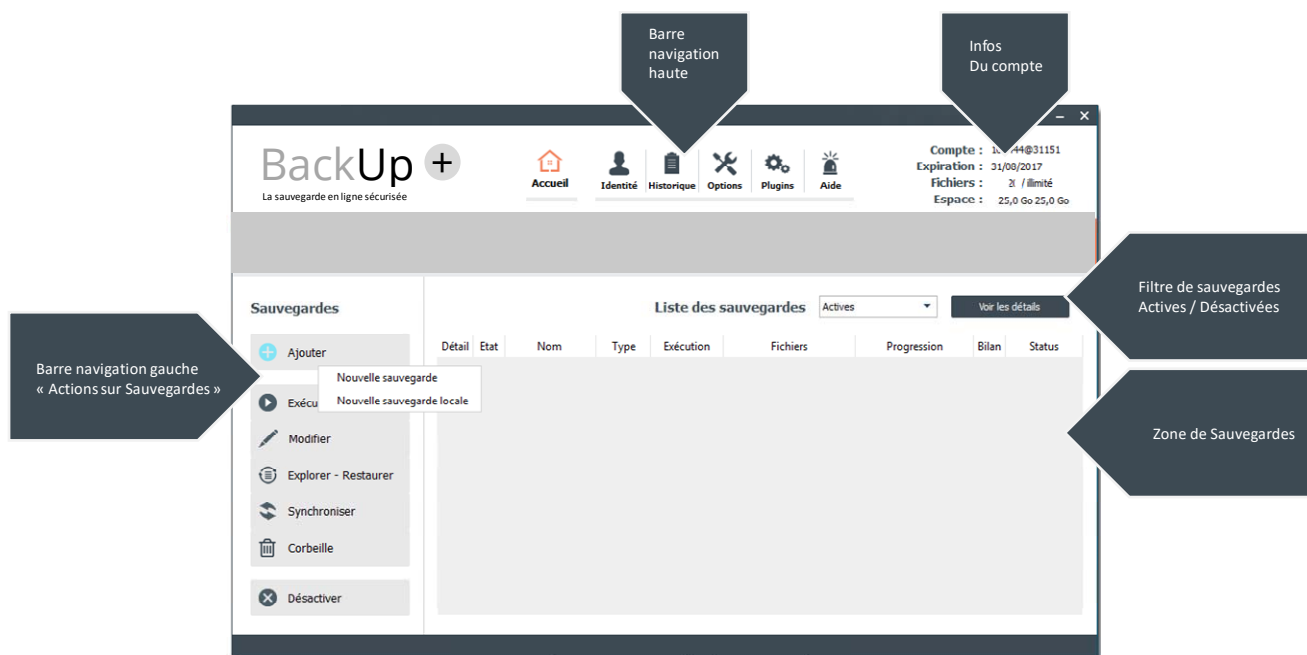 Barre
navigation
haute
Infos
Du compte
BackUp +
La sauvegarde en ligne sécurisée
Accueil
Identité
Historique
Options
Plugins
Aide
Compte :
Expiration : 31/08/2017
Fichiers : / illimité
Espace : 25,0 Go 25,0 Go
Filtre de sauvegardes
Actives / Désactivées
Sauvegardes
Liste des sauvegardes
Actives
Voir les détails
Barre navigation gauche
« Actions sur Sauvegardes »
Ajouter
Nouvelle sauvegarde
Nouvelle sauvegarde locale
Modifier
Explorer - Restaurer
Synchroniser
Corbeille
Désactiver
Détail Etat Nom Type Exécution Fichiers Progression Bilan Status
Zone de Sauvegardes